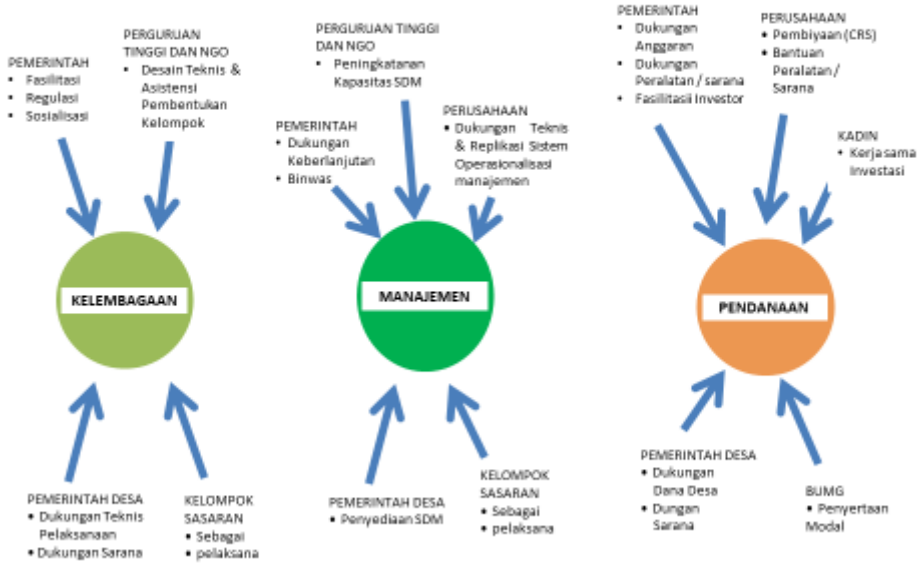 PEMERINTAH
• Fasilitasi
• Regulasi
• Sosialisasi
PERGURUAN
TINGGI DAN NGO
• Desain Teknis &
Asistensi
Pembentukan
Kelompok
KELEMBAGAAN
PEMERINTAH DESA
• Dukungan Teknis
Pelaksanaan
• Dukungan Sarana
KELOMPOK
SASARAN
• Sebagai
• pelaksana
PERGURUAN TINGGI
DAN NGO
• Peningkatanan
Kapasitas SDM
PEMERINTAH
• Dukungan
Keberlanjutan
• Binwas
PERUSAHAAN
• Dukungan Teknis
& Replikasi Sistem
Operasionalisasi
manajemen
MANAJEMEN
PEMERINTAH DESA
• Penyediaan SDM
KELOMPOK
SASARAN
• Sebagai
• pelaksana
PEMERINTAH
• Dukungan
Anggaran
• Dukungan
Peralatan / sarana
• Fasilitasii Investor
PERUSAHAAN
• Pembiyaan (CRS)
• Bantuan
Peralatan /
Sarana
KADIN
• Kerja sama
Investasi
PENDANAAN
PEMERINTAH DESA
• Dukungan
Dana Desa
• Dungan
Sarana
BUMG
• Penyertaan
Modal